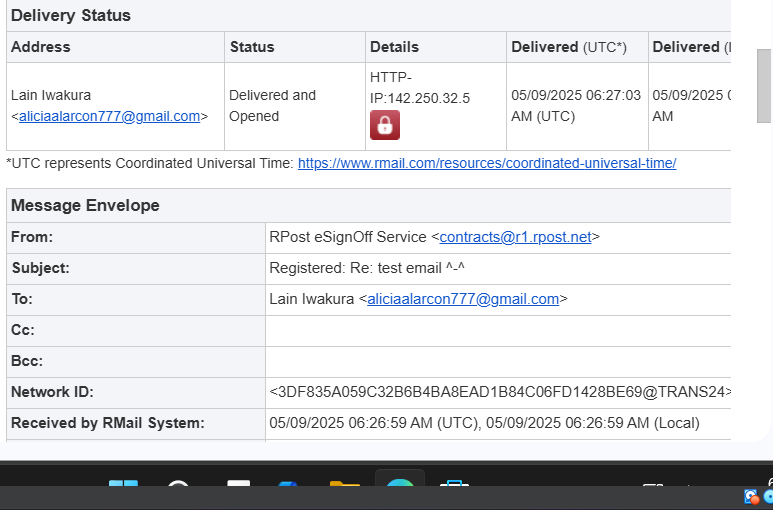 Delivery Status
Address Status Details Delivered (UTC*) Delivered (
HTTP-
IP:142.250.32.5
Lain Iwakura Delivered and 05/09/2025 06:27:03 05/09/2025
<aliciaalarcon777@gmail.com> Opened AM (UTC) AM
*UTC represents Coordinated Universal Time: https://www.rmail.com/resources/coordinated-universal-time/
Message Envelope
From: RPost eSignOff Service <contracts@r1.rpost.net>
Subject: Registered: Re: test email ^-^
To: Lain Iwakura <aliciaalarcon777@gmail.com>
Cc:
Bcc:
Network ID: <3DF835A059C32B6B4BA8EAD1B84C06FD1428BE69@TRANS24>
Received by RMail System: 05/09/2025 06:26:59 AM (UTC), 05/09/2025 06:26:59 AM (Local)